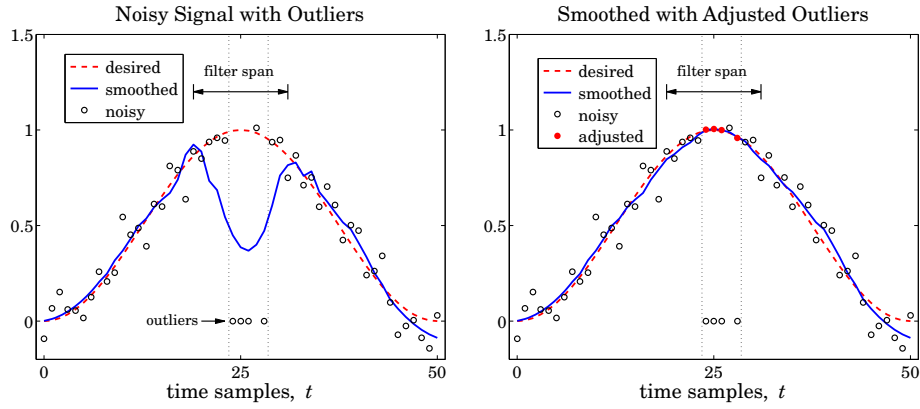 Noisy Signal with Outliers
1.5
1
0.5
0
desired
smoothed
noisy
filter span
outliers
0
25
50
time samples, t
Smoothed with Adjusted Outliers
1.5
1
0.5
0
desired
smoothed
noisy
adjusted
filter span
0
25
50
time samples, t